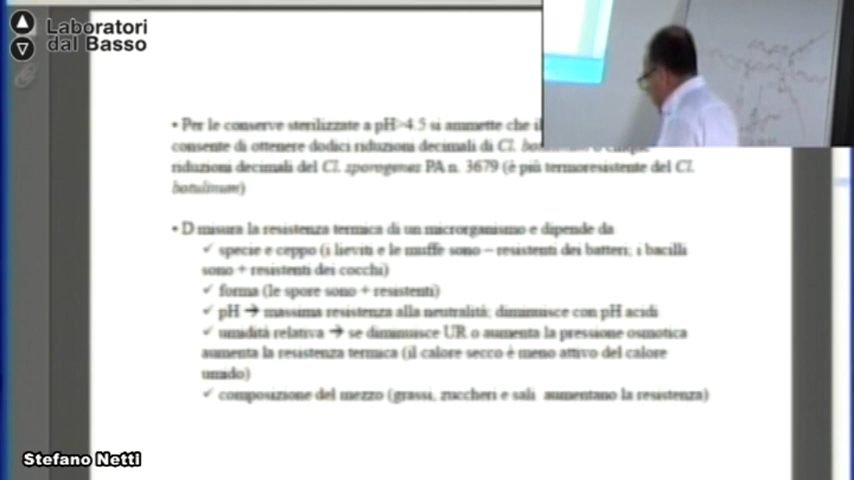 Laboratori
dal Basso
• Per le conserve sterilizzate a pH>4.5 si ammette che il
consente di ottenere dodici riduzioni decimali di Cl.
riduzioni decimali del Cl. sporogenes PA n. 3679 (è più termoresistente del Cl.
botulinum)
• D misura la resistenza termica di un microrganismo e dipende da
✓ specie e ceppo (i lieviti e le muffe sono – resistenti dei batteri; i bacilli
sono + resistenti dei cocchi)
✓ forma (le spore sono + resistenti)
✓ pH → massima resistenza alla neutralità; diminuisce con pH acidi
✓ umidità relativa → se diminuisce UR o aumenta la pressione osmotica
aumenta la resistenza termica (il calore secco è meno attivo del calore
umido)
✓ composizione del mezzo (grassi, zuccheri e sali aumentano la resistenza)
Stefano Netti